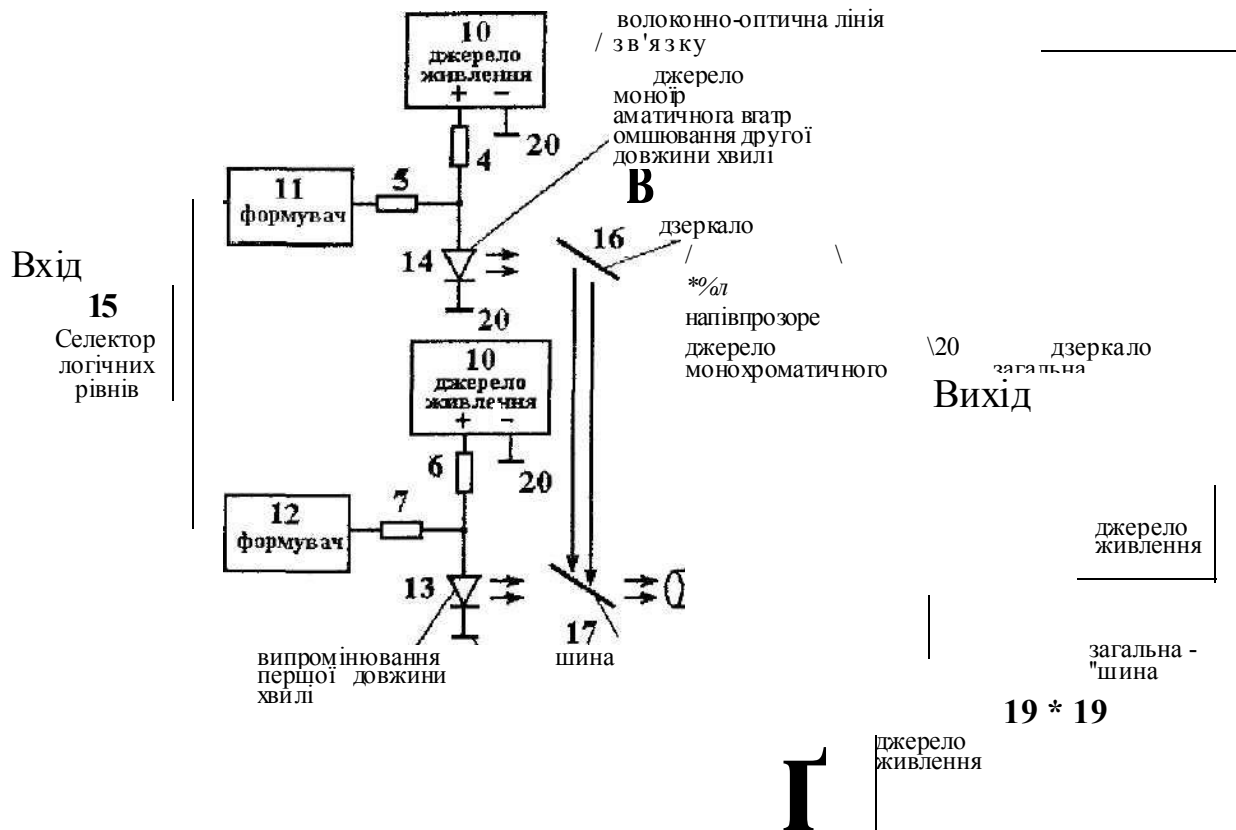 10
джерело
живлення
+ −
волоконно-оптична лінія
/ зв'язку
джерело
моноїр
аматичнога вгатр
омшювання другої
довжини хвилі
20
4
В
11
формувач
5
дзеркало
16
14
/ \
Вхід
*%л
15
20
напівпрозоре
Селектор
логічних
рівнів
джерело \20 дзеркало
монохроматичного загальна
10
джерело
живлечня
+ −
Вихід
6
20
12
формувач
7
джерело
живлення
13
17
шина
випромінювання
першої довжини
хвилі
загальна -
"шина
19 * 19
джерело
живлення
Ґ